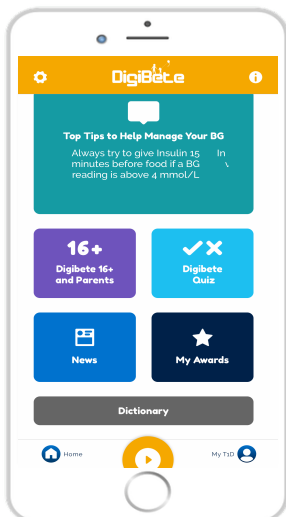 DigiBete
Top Tips to Help Manage Your BG
Always try to give Insulin 15
minutes before food if a BG
reading is above 4 mmol/L
In
16+
Digibete 16+
and Parents
Digibete
Quiz
News
My Awards
Dictionary
Home
My T1D